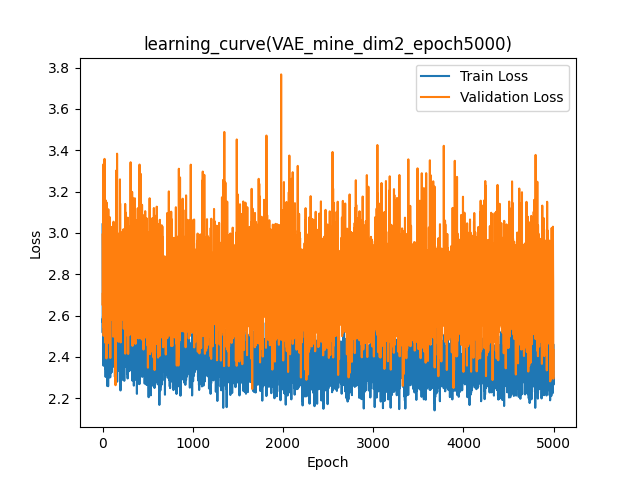 learning_curve(VAE_mine_dim2_epoch5000)
Train Loss
Validation Loss
3.8
3.6
3.4
3.2
3.0
2.8
2.6
2.4
2.2
Loss
0 1000 2000 3000 4000 5000
Epoch